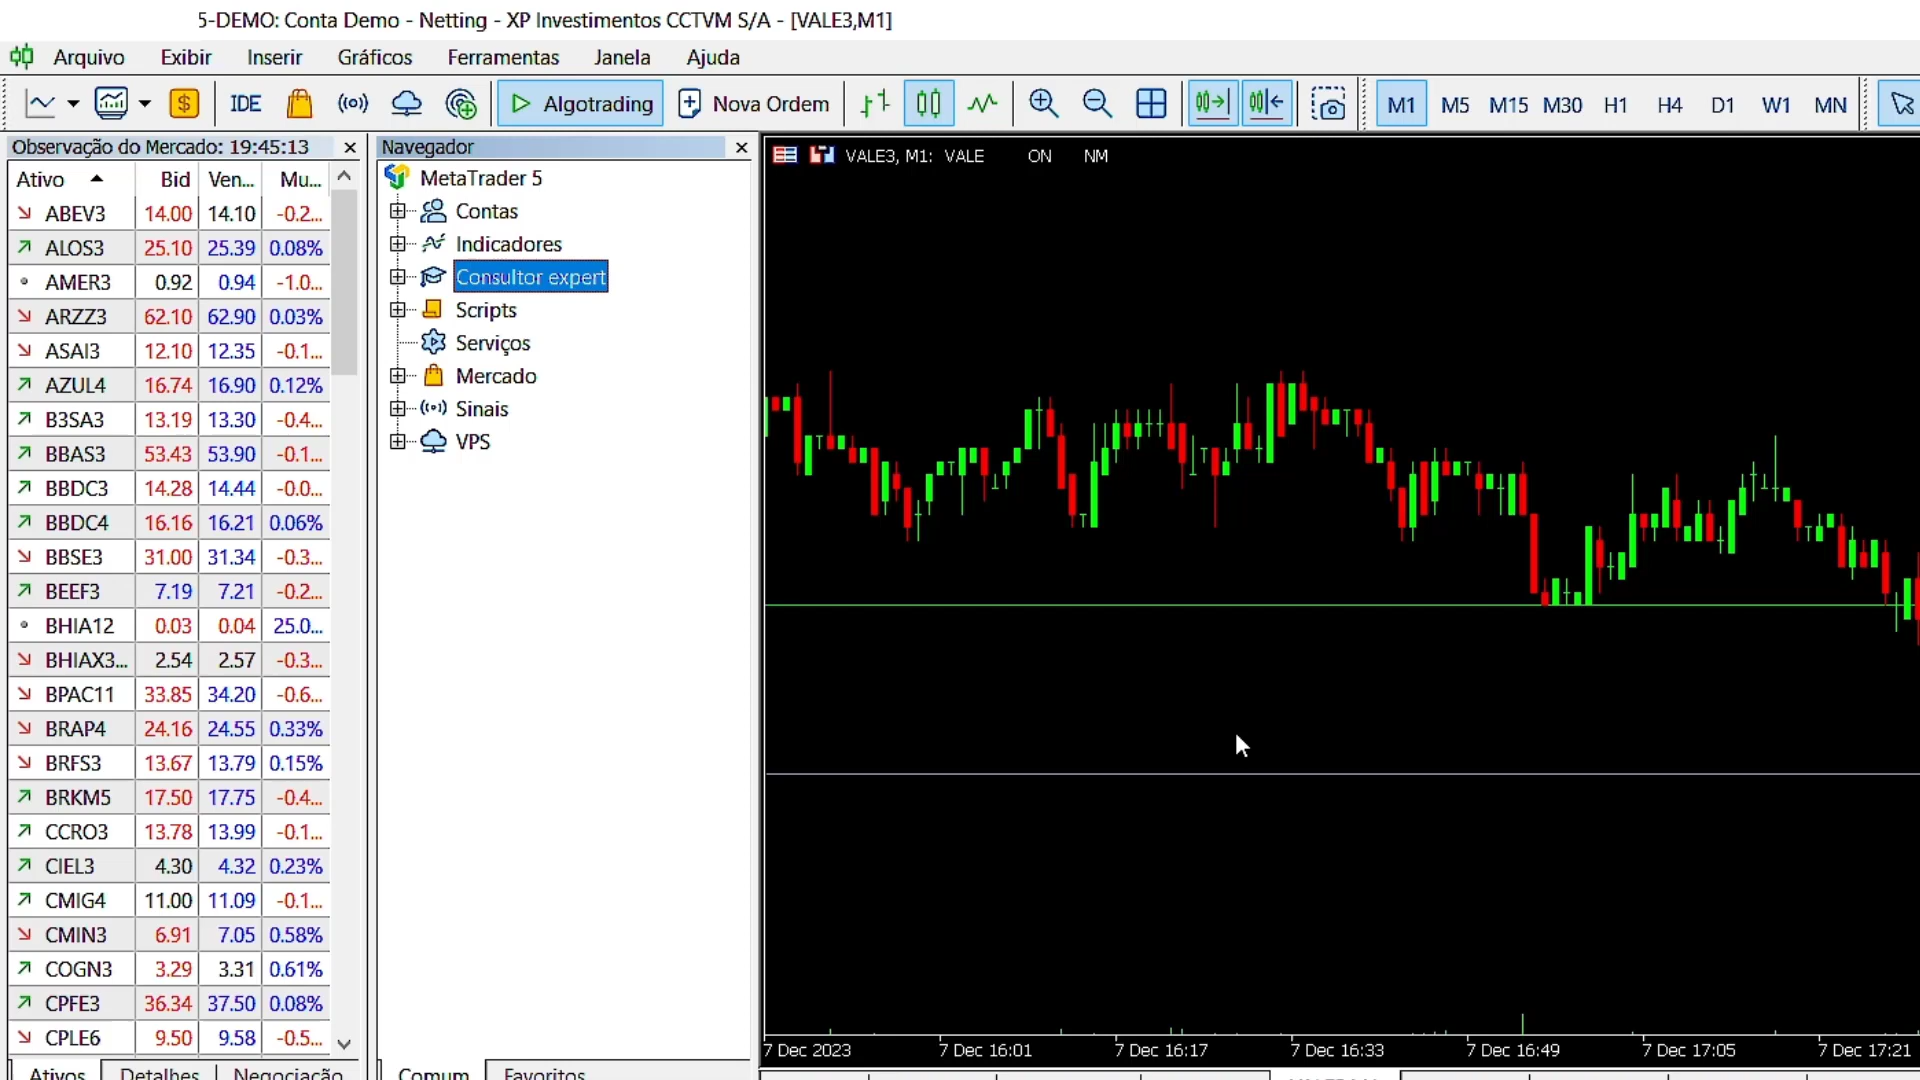 5-DEMO: Conta Demo - Netting - XP Investimentos CCTVM S/A - [VALE3,M1]
Arquivo Exibir Inserir Gráficos Ferramentas Janela Ajuda
IDE Algotrading Nova Ordem M1 M5 M15 M30 H1 H4 D1 W1 MN
Observação do Mercado: 19:45:13
Ativo Bid Ven... Mu...
ABEV3 14.00 14.10 -0.2...
ALOS3 25.10 25.39 0.08%
AMER3 0.92 0.94 -1.0...
ARZZ3 62.10 62.90 0.03%
ASAI3 12.10 12.35 -0.1...
AZUL4 16.74 16.90 0.12%
B3SA3 13.19 13.30 -0.4...
BBAS3 53.43 53.90 -0.1...
BBDC3 14.28 14.44 -0.0...
BBDC4 16.16 16.21 0.06%
BBSE3 31.00 31.34 -0.3...
BEEF3 7.19 7.21 -0.2...
BHIA12 0.03 0.04 25.0...
BHIAX3... 2.54 2.57 -0.3...
BPAC11 33.85 34.20 -0.6...
BRAP4 24.16 24.55 0.33%
BRFS3 13.67 13.79 0.15%
BRKM5 17.50 17.75 -0.4...
CCRO3 13.78 13.99 -0.1...
CIEL3 4.30 4.32 0.23%
CMIG4 11.00 11.09 -0.1...
CMIN3 6.91 7.05 0.58%
COGN3 3.29 3.31 0.61%
CPFE3 36.34 37.50 0.08%
CPLE6 9.50 9.58 -0.5...
Ativos Detalhes Negociação
Navegador
MetaTrader 5
Contas
Indicadores
Consultor expert
Scripts
Serviços
Mercado
Sinais
VPS
Comum Favoritos
VALE3, M1: VALE ON NM
7 Dec 2023 7 Dec 16:01 7 Dec 16:17 7 Dec 16:33 7 Dec 16:49 7 Dec 17:05 7 Dec 17:21